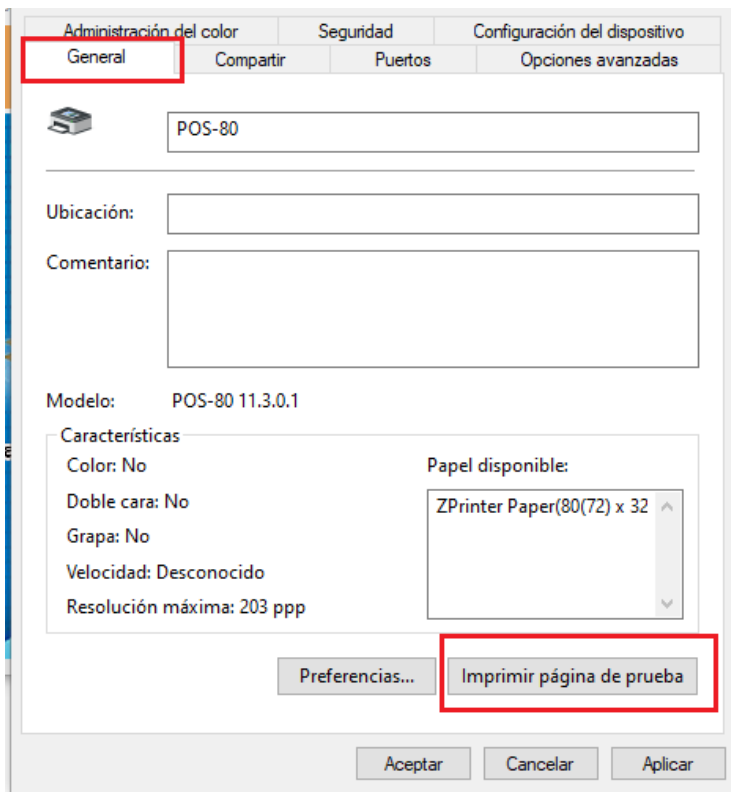 Administración del color Seguridad Configuración del dispositivo
General Compartir Puertos Opciones avanzadas
POS-80
Ubicación:
Comentario:
Modelo: POS-80 11.3.0.1
Características
Color: No
Papel disponible:
Doble cara: No
ZPrinter Paper(80(72) x 32
Grapa: No
Velocidad: Desconocido
Resolución máxima: 203 ppp
Preferencias... Imprimir página de prueba
Aceptar Cancelar Aplicar